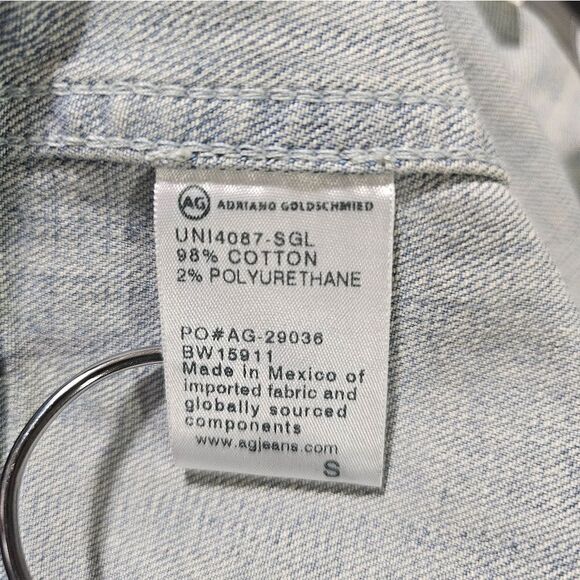 AG ADRIANO GOLDSCHMIED
UNI4087-SGL
98% COTTON
2% POLYURETHANE
PO#AG-29036
BW15911
Made in Mexico of
imported fabric and
globally sourced
components
www.agjeans.com
S